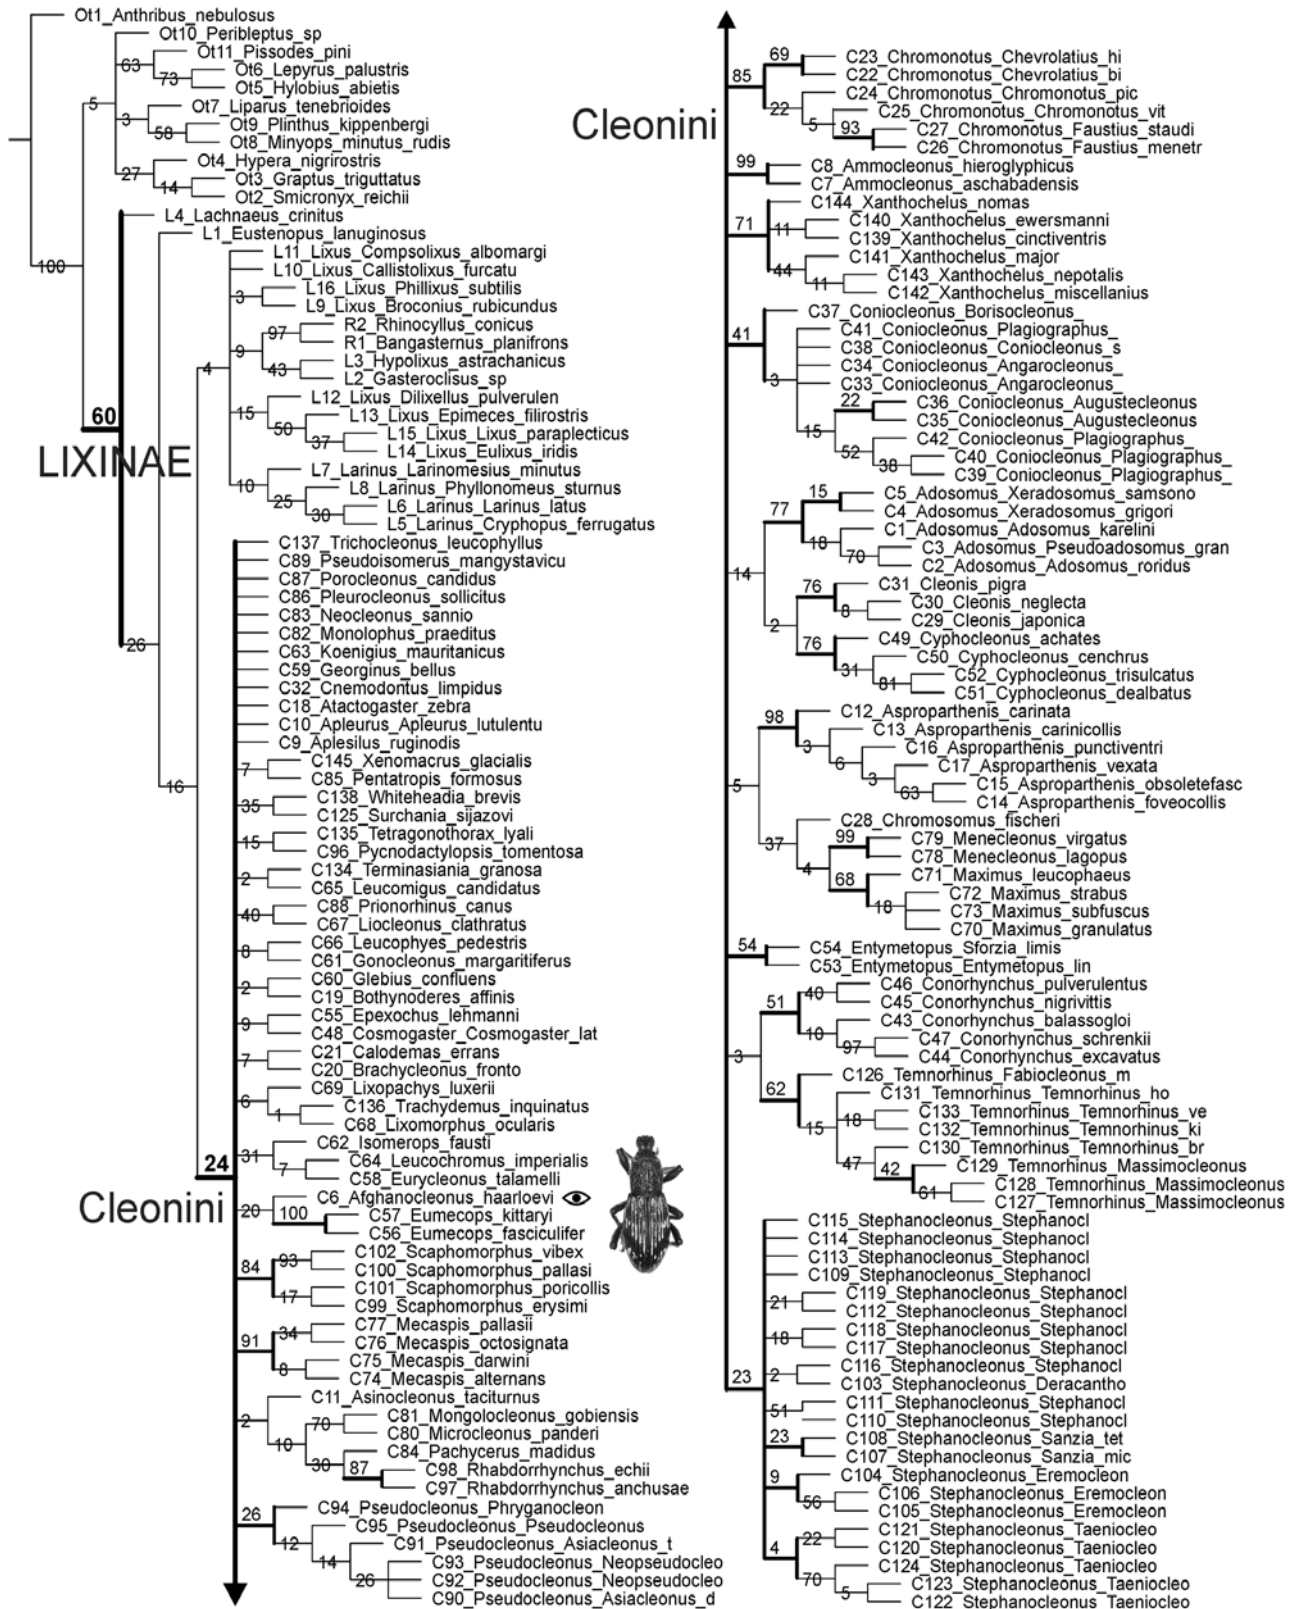 Ot1_Anthribus_nebulosus
Ot10_Peribleptus_sp
Ot11_Pissodes_pini
63
Ot6_Lepyrus_palustris
73
Ot5_Hylobius_abietis
5
Ot7_Liparus_tenebrioides
3
Ot9_Plinthus_kippenbergi
58
Ot8_Minyops_minutus_rudis
Ot4_Hypera_nigrirostris
27
Ot3_Graptus_triguttatus
14
Ot2_Smicronyx_reichii
L4_Lachnaeus_crinitus
L1_Eustenopus_lanuginosus
L11_Lixus_Compsolixus_albomargi
100
L10_Lixus_Callistolixus_furcatu
L16_Lixus_Phillixus_subtilis
3
L9_Lixus_Broconius_rubicundus
R2_Rhinocyllus_conicus
97
R1_Bangasternus_planifrons
9
L3_Hypolixus_astrachanicus
4
43
L2_Gasteroclisus_sp
L12_Lixus_Dilixellus_pulverulen
15
L13_Lixus_Epimeces_filirostris
60
50
L15_Lixus_Lixus_paraplecticus
37
L14_Lixus_Eulixus_iridis
LIXINAE
L7_Larinus_Larinomesius_minutus
10
L8_Larinus_Phyllonomeus_sturnus
25
L6_Larinus_Larinus_latus
30
L5_Larinus_Cryphopus_ferrugatus
C137_Trichocleonus_leucophyllus
C89_Pseudoisomerus_mangystavicu
C87_Porocleonus_candidus
C86_Pleurocleonus_sollicitus
C83_Neocleonus_sannio
C82_Monolophus_praeditus
26
C63_Koenigius_mauritanicus
C59_Georginus_bellus
C32_Cnemodontus_limpidus
C18_Atactogaster_zebra
C10_Apleurus_Apleurus_lutulentu
C9_Aplesilus_ruginodis
C145_Xenomacrus_glacialis
7
C85_Pentatropis_formosus
16
C138_Whiteheadia_brevis
35
C125_Surchania_sijazovi
C135_Tetragonothorax_lyali
15
C96_Pycnodactylopsis_tomentosa
C134_Terminasiania_granosa
2
C65_Leucomigus_candidatus
C88_Prionorhinus_canus
40
C67_Liocleonus_clathratus
C66_Leucophyes_pedestris
8
C61_Gonocleonus_margaritiferus
C60_Glebius_confluens
2
C19_Bothynoderes_affinis
C55_Epexochus_lehmanni
9
C48_Cosmogaster_Cosmogaster_lat
C21_Calodemas_errans
7
C20_Brachycleonus_fronto
C69_Lixopachys_luxerii
6
C136_Trachydemus_inquinatus
1
C68_Lixomorphus_ocularis
C62_Isomerops_fausti
31
C64_Leucochromus_imperialis
24
7
C58_Eurycleonus_talamelli
C6_Afghanocleonus_haarloevi
Cleonini
20
100
C57_Eumecops_kittaryi
C56_Eumecops_fasciculifer
C102_Scaphomorphus_vibex
84
93
C100_Scaphomorphus_pallasi
C101_Scaphomorphus_poricollis
17
C99_Scaphomorphus_erysimi
C77_Mecaspis_pallasii
34
91
C76_Mecaspis_octosignata
C75_Mecaspis_darwini
8
C74_Mecaspis_alternans
C11_Asinocleonus_taciturnus
C81_Mongolocleonus_gobiensis
2
70
C80_Microcleonus_panderi
10
C84_Pachycerus_madidus
30
87
C98_Rhabdorrhynchus_echii
C97_Rhabdorrhynchus_anchusae
26
C94_Pseudocleonus_Phryganocleon
C95_Pseudocleonus_Pseudocleonus
12
C91_Pseudocleonus_Asiacleonus_t
14
C93_Pseudocleonus_Neopseudocleo
26
C92_Pseudocleonus_Neopseudocleo
C90_Pseudocleonus_Asiacleonus_d
Cleonini
69
C23_Chromonotus_Chevrolatius_hi
85
C22_Chromonotus_Chevrolatius_bi
C24_Chromonotus_Chromonotus_pic
22
C25_Chromonotus_Chromonotus_vit
5
93
C27_Chromonotus_Faustius_staudi
C26_Chromonotus_Faustius_menetr
99
C8_Ammocleonus_hieroglyphicus
C7_Ammocleonus_aschabadensis
C144_Xanthochelus_nomas
71
C140_Xanthochelus_ewersmanni
11
C139_Xanthochelus_cinctiventris
C141_Xanthochelus_major
44
C143_Xanthochelus_nepotalis
11
C142_Xanthochelus_miscellanius
C37_Coniocleonus_Borisocleonus_
41
C41_Coniocleonus_Plagiographus_
C38_Coniocleonus_Coniocleonus_s
C34_Coniocleonus_Angarocleonus_
3
C33_Coniocleonus_Angarocleonus_
22
C36_Coniocleonus_Augustecleonus
C35_Coniocleonus_Augustecleonus
15
C42_Coniocleonus_Plagiographus_
52
C40_Coniocleonus_Plagiographus_
38
C39_Coniocleonus_Plagiographus_
15
C5_Adosomus_Xeradosomus_samsono
77
C4_Adosomus_Xeradosomus_grigori
C1_Adosomus_Adosomus_karelini
18
C3_Adosomus_Pseudoadosomus_gran
70
C2_Adosomus_Adosomus_roridus
14
76
C31_Cleonis_pigra
C30_Cleonis_neglecta
8
C29_Cleonis_japonica
2
76
C49_Cyphocleonus_achates
C50_Cyphocleonus_cenchrus
31
C52_Cyphocleonus_trisulcatus
81
C51_Cyphocleonus_dealbatus
98
C12_Asproparthenis_carinata
C13_Asproparthenis_carinicollis
3
C16_Asproparthenis_punctiventri
6
C17_Asproparthenis_vexata
3
C15_Asproparthenis_obsoletefasc
5
63
C14_Asproparthenis_foveocollis
C28_Chromosomus_fischeri
37
99
C79_Menecleonus_virgatus
C78_Menecleonus_lagopus
4
68
C71_Maximus_leucophaeus
C72_Maximus_strabus
18
C73_Maximus_subfuscus
C70_Maximus_granulatus
54
C54_Entymetopus_Sforzia_limis
C53_Entymetopus_Entymetopus_lin
C46_Conorhynchus_pulverulentus
51
40
C45_Conorhynchus_nigrivittis
C43_Conorhynchus_balassogloi
10
C47_Conorhynchus_schrenkii
97
C44_Conorhynchus_excavatus
3
C126_Temnorhinus_Fabiocleonus_m
62
C131_Temnorhinus_Temnorhinus_ho
C133_Temnorhinus_Temnorhinus_ve
18
C132_Temnorhinus_Temnorhinus_ki
15
C130_Temnorhinus_Temnorhinus_br
47
42
C129_Temnorhinus_Massimocleonus
C128_Temnorhinus_Massimocleonus
61
C127_Temnorhinus_Massimocleonus
C115_Stephanocleonus_Stephanocl
C114_Stephanocleonus_Stephanocl
C113_Stephanocleonus_Stephanocl
C109_Stephanocleonus_Stephanocl
C119_Stephanocleonus_Stephanocl
21
C112_Stephanocleonus_Stephanocl
C118_Stephanocleonus_Stephanocl
18
C117_Stephanocleonus_Stephanocl
C116_Stephanocleonus_Stephanocl
23
2
C103_Stephanocleonus_Deracantho
C111_Stephanocleonus_Stephanocl
51
C110_Stephanocleonus_Stephanocl
23
C108_Stephanocleonus_Sanzia_tet
C107_Stephanocleonus_Sanzia_mic
9
C104_Stephanocleonus_Eremocleon
C106_Stephanocleonus_Eremocleon
56
C105_Stephanocleonus_Eremocleon
C121_Stephanocleonus_Taeniocleo
22
4
C120_Stephanocleonus_Taeniocleo
C124_Stephanocleonus_Taeniocleo
70
C123_Stephanocleonus_Taeniocleo
5
C122_Stephanocleonus_Taeniocleo